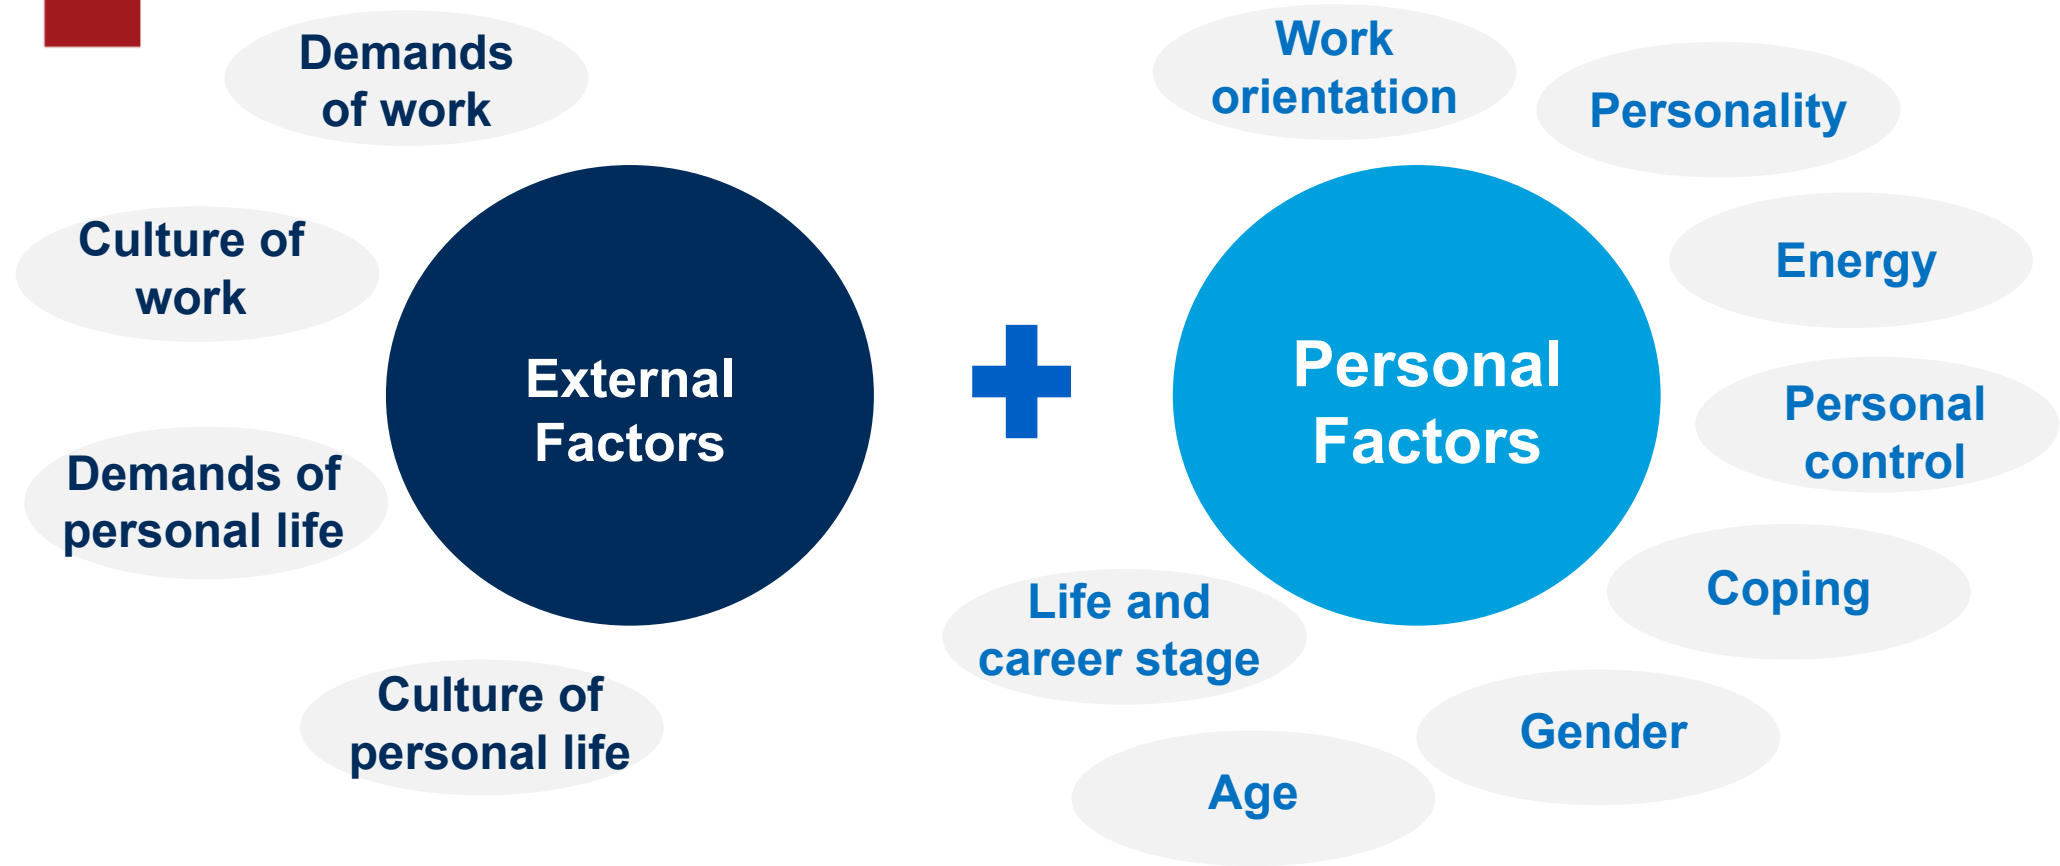 Demands
of work
Culture of
work
External
Factors
Demands of
personal life
Culture of
personal life
Work
orientation
Personality
Energy
Personal
Factors
Personal
control
Coping
Life and
career stage
Gender
Age